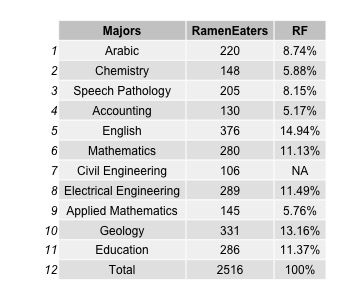 Majors RamenEaters RF
1 Arabic 220 8.74%
2 Chemistry 148 5.88%
3 Speech Pathology 205 8.15%
4 Accounting 130 5.17%
5 English 376 14.94%
6 Mathematics 280 11.13%
7 Civil Engineering 106 NA
8 Electrical Engineering 289 11.49%
9 Applied Mathematics 145 5.76%
10 Geology 331 13.16%
11 Education 286 11.37%
12 Total 2516 100%